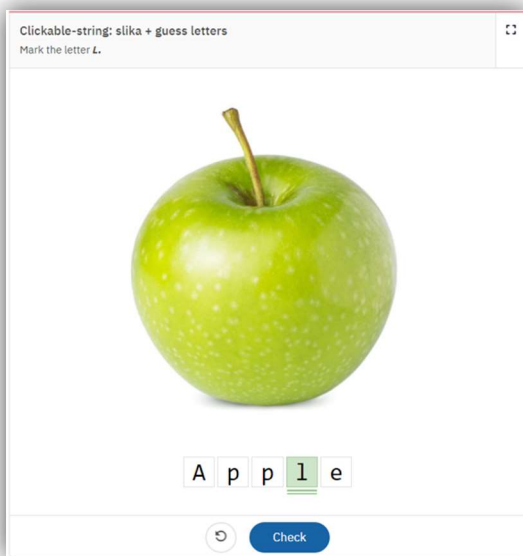 Clickable-string: slika + guess letters
Mark the letter L.
A p p l e
Check